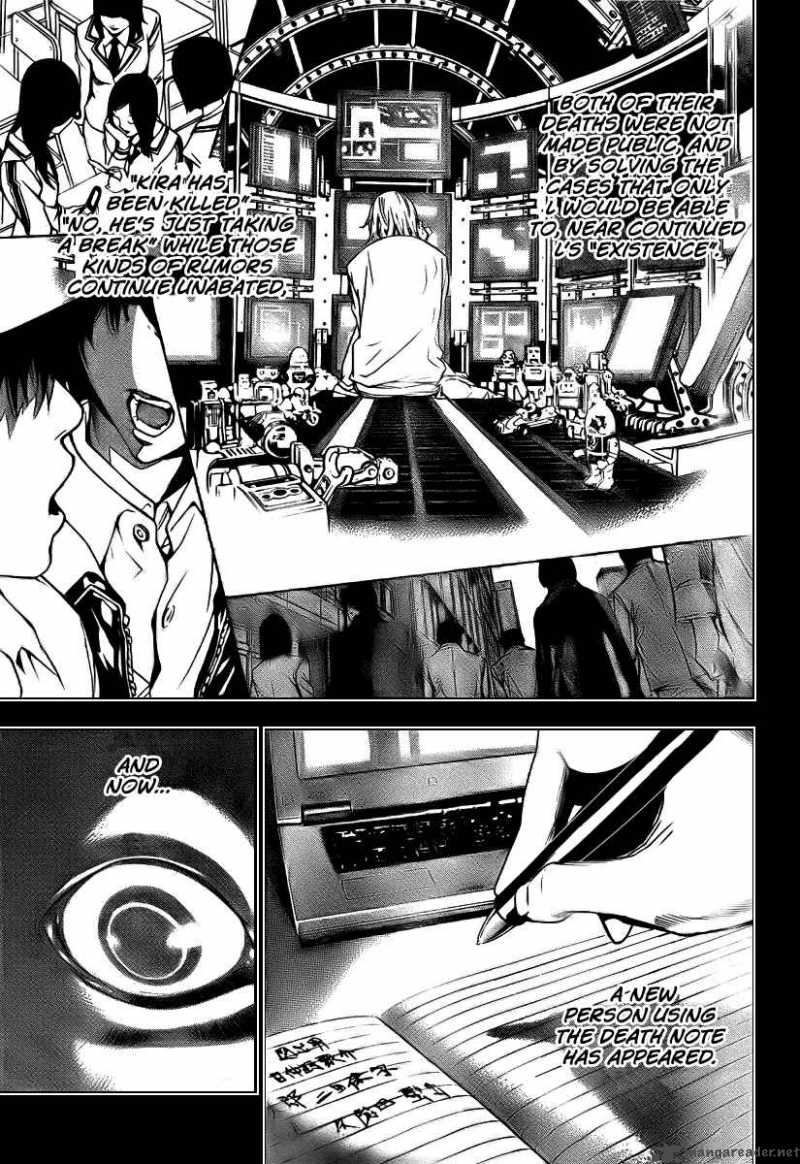 BOTH OF THEIR
DEATHS WERE NOT
MADE PUBLIC, AND
BY SOLVING THE
CASES THAT ONLY
L WOULD BE ABLE
TO, NEAR CONTINUED
L'S "EXISTENCE".
"KIRA HAS
BEEN KILLED"
"NO, HE'S JUST TAKING
A BREAK" WHILE THOSE
KINDS OF RUMORS
CONTINUE UNABATED,
AND
NOW...
A NEW
PERSON USING
THE DEATH NOTE
HAS APPEARED.
mangareader.net